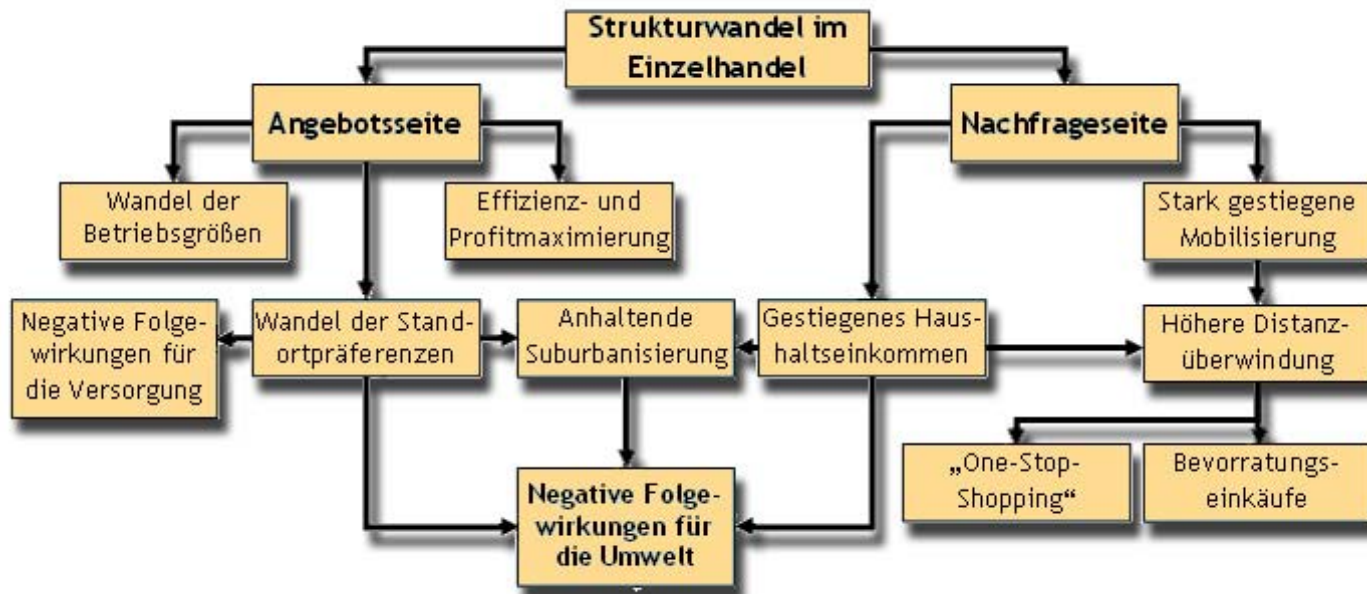 Strukturwandel im
Einzelhandel
Angebotsseite
Nachfrageseite
Wandel der
Betriebsgrößen
Effizienz- und
Profitmaximierung
Stark gestiegene
Mobilisierung
Negative Folge-
wirkungen für
die Versorgung
Wandel der Stand-
ortpräferenzen
Anhaltende
Suburbanisierung
Gestiegenes Haus-
haltseinkommen
Höhere Distanz-
überwindung
Negative Folge-
wirkungen für
die Umwelt
„One-Stop-
Shopping“
Bevorratungs-
einkäufe